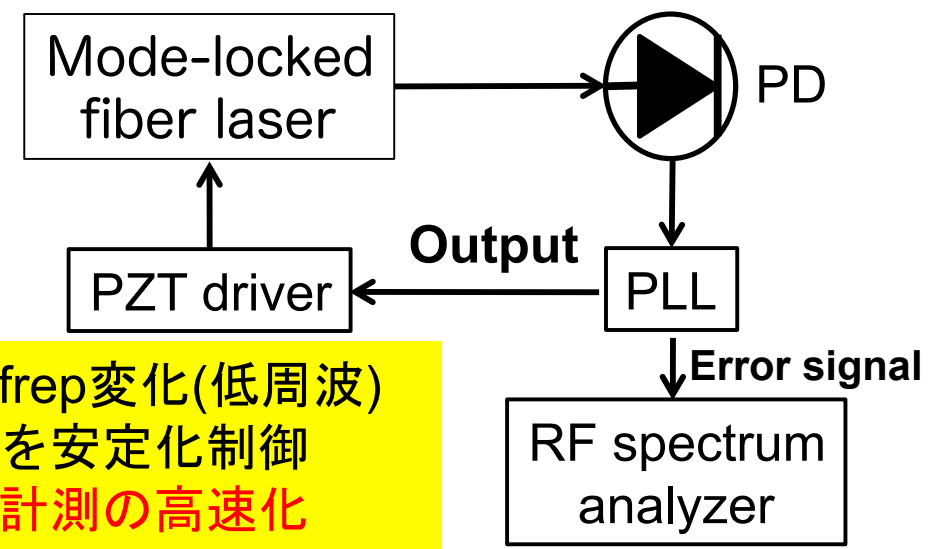 Mode-locked
fiber laser
PD
Output
PZT driver
PLL
Error signal
frep変化(低周波)
を安定化制御
計測の高速化
RF spectrum
analyzer